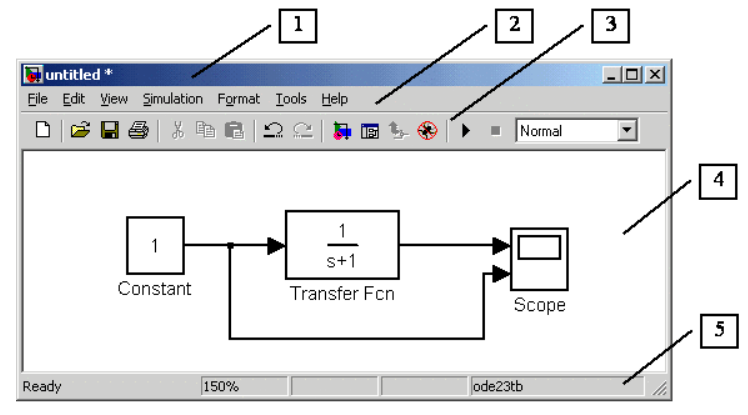 1 2 3
untitled *
File Edit View Simulation Format Tools Help
Normal
4
1
1
s+1
Constant
Transfer Fcn
Scope
5
Ready 150% ode23tb